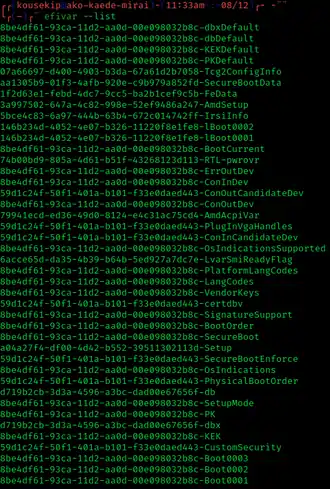 kousekip ako-kaede-mirai ~ 11:33am 08/12
~ efivar --list
8be4df61-93ca-11d2-aa0d-00e098032b8c-dbxDefault
8be4df61-93ca-11d2-aa0d-00e098032b8c-dbDefault
8be4df61-93ca-11d2-aa0d-00e098032b8c-KEKDefault
8be4df61-93ca-11d2-aa0d-00e098032b8c-PKDefault
07a66697-d400-4903-b3da-67a61d2b7058-Tcg2ConfigInfo
aa1305b9-01f3-4afb-920e-c9b979a852fd-SecureBootData
1f2d63e1-febd-4dc7-9cc5-ba2b1cef9c5b-FeData
3a997502-647a-4c82-998e-52ef9486a247-AmdSetup
5bce4c83-6a97-444b-63b4-672c014742ff-IrsiInfo
146b234d-4052-4e07-b326-11220f8e1fe8-lBoot0002
146b234d-4052-4e07-b326-11220f8e1fe8-lBoot0001
8be4df61-93ca-11d2-aa0d-00e098032b8c-BootCurrent
74b00bd9-805a-4d61-b51f-43268123d113-RTL-pwrovr
8be4df61-93ca-11d2-aa0d-00e098032b8c-ErrOutDev
8be4df61-93ca-11d2-aa0d-00e098032b8c-ConInDev
59d1c24f-50f1-401a-b101-f33e0daed443-ConOutCandidateDev
8be4df61-93ca-11d2-aa0d-00e098032b8c-ConOutDev
79941ecd-ed36-49d0-8124-e4c31ac75cd4-AmdAcpiVar
59d1c24f-50f1-401a-b101-f33e0daed443-PlugInVgaHandles
59d1c24f-50f1-401a-b101-f33e0daed443-ConInCandidateDev
8be4df61-93ca-11d2-aa0d-00e098032b8c-OsIndicationsSupported
6acce65d-da35-4b39-b64b-5ed927a7dc7e-LvarSmiReadyFlag
8be4df61-93ca-11d2-aa0d-00e098032b8c-PlatformLangCodes
8be4df61-93ca-11d2-aa0d-00e098032b8c-LangCodes
8be4df61-93ca-11d2-aa0d-00e098032b8c-VendorKeys
59d1c24f-50f1-401a-b101-f33e0daed443-certdbv
8be4df61-93ca-11d2-aa0d-00e098032b8c-SignatureSupport
8be4df61-93ca-11d2-aa0d-00e098032b8c-BootOrder
8be4df61-93ca-11d2-aa0d-00e098032b8c-SecureBoot
a04a27f4-df00-4d42-b552-39511302113d-Setup
59d1c24f-50f1-401a-b101-f33e0daed443-SecureBootEnforce
8be4df61-93ca-11d2-aa0d-00e098032b8c-OsIndications
59d1c24f-50f1-401a-b101-f33e0daed443-PhysicalBootOrder
d719b2cb-3d3a-4596-a3bc-dad00e67656f-db
8be4df61-93ca-11d2-aa0d-00e098032b8c-SetupMode
8be4df61-93ca-11d2-aa0d-00e098032b8c-PK
d719b2cb-3d3a-4596-a3bc-dad00e67656f-dbx
8be4df61-93ca-11d2-aa0d-00e098032b8c-KEK
59d1c24f-50f1-401a-b101-f33e0daed443-CustomSecurity
8be4df61-93ca-11d2-aa0d-00e098032b8c-Boot0003
8be4df61-93ca-11d2-aa0d-00e098032b8c-Boot0002
8be4df61-93ca-11d2-aa0d-00e098032b8c-Boot0001